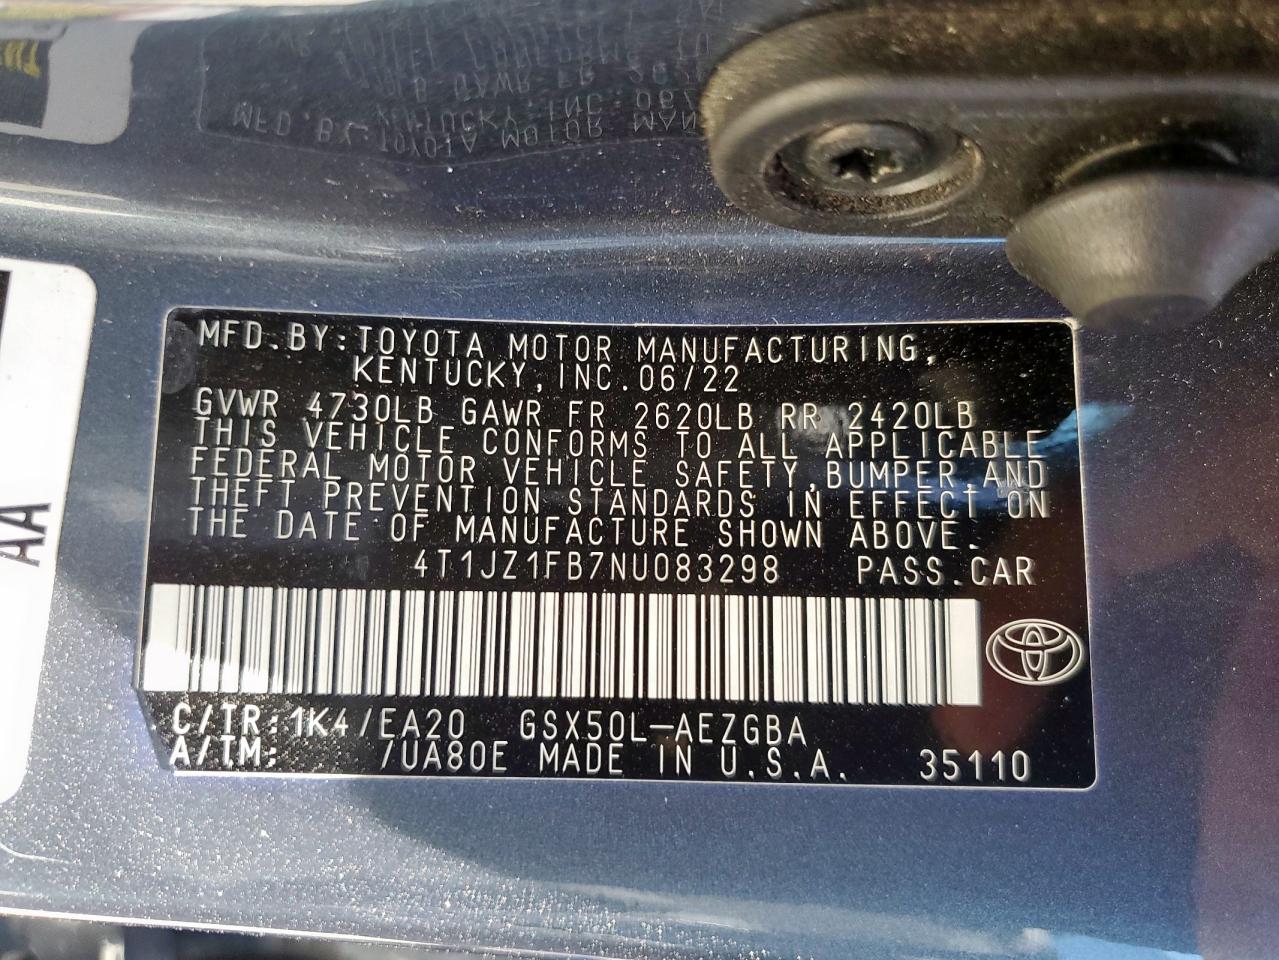 MFD. BY: TOYOTA MOTOR MANUFACTURING,
KENTUCKY, INC. 06/22
GVWR 4730LB GAWR FR 2620LB RR 2420LB
THIS VEHICLE CONFORMS TO ALL APPLICABLE
FEDERAL MOTOR VEHICLE SAFETY, BUMPER, AND
THEFT PREVENTION STANDARDS IN EFFECT ON
THE DATE OF MANUFACTURE SHOWN ABOVE.
4T1JZ1FB7NU083298 PASS. CAR
C/TR: 1K4/EA20 GSX50L-AEZGBA
A/TM: /UA80E MADE IN U.S.A. 35110
AA